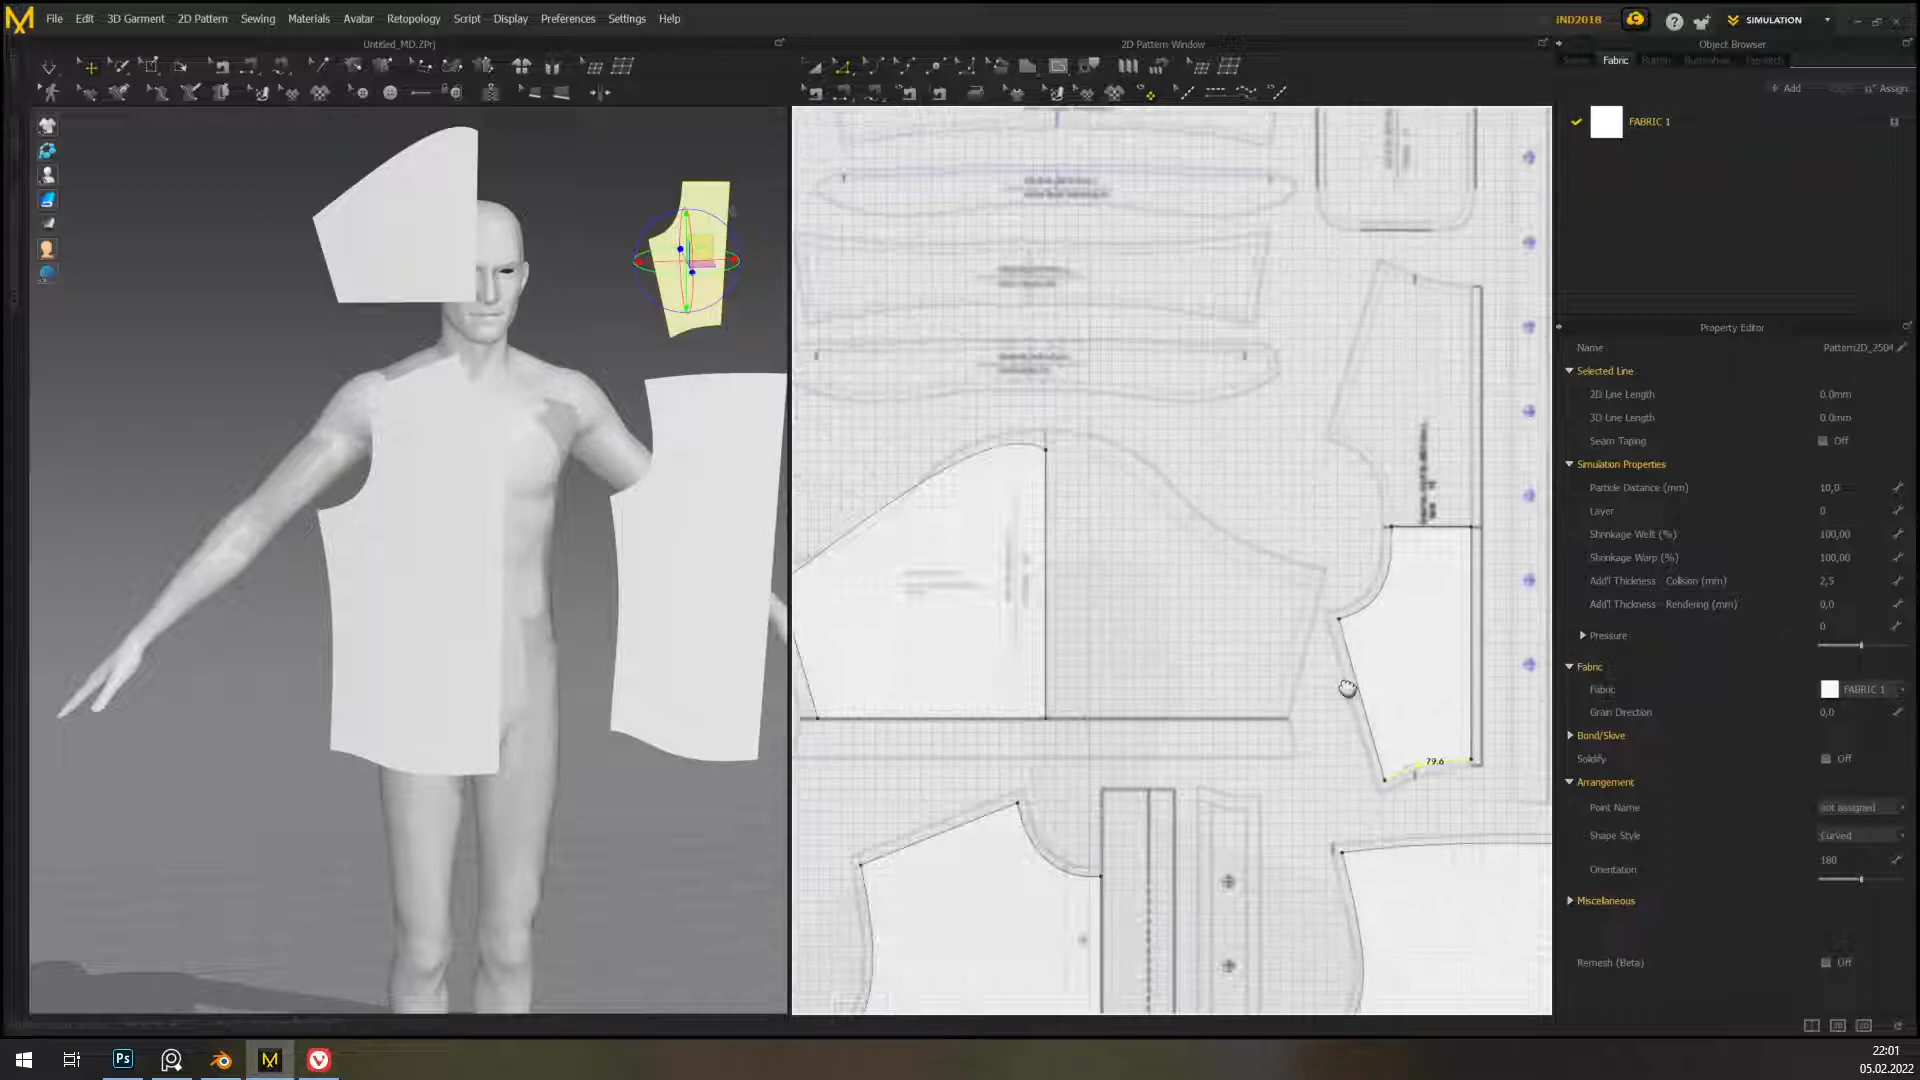 File Edit 3D Garment 2D Pattern Sewing Materials Avatar Retopology Script Display Preferences Settings Help
iND2018
SIMULATION
Untitled_MD.ZPrj
2D Pattern Window
Object Browser
Fabric Button
+ Add
Assign
FABRIC 1
Property Editor
Name Pattern2D_2504
Selected Line
2D Line Length 0.0mm
3D Line Length 0.0mm
Seam Taping Off
Simulation Properties
Particle Distance (mm) 10,0
Layer 0
Shrinkage Weft (%) 100,00
Shrinkage Warp (%) 100,00
Add'l Thickness - Collision (mm) 2,5
Add'l Thickness - Rendering (mm) 0,0
0
Pressure
Fabric
Fabric FABRIC 1
Grain Direction 0,0
Bond/Skive
Solidify Off
Arrangement
Point Name not assigned
Shape Style Curved
Orientation 180
Miscellaneous
Remesh (Beta) Off
79.6
Ps
22:01
05.02.2022